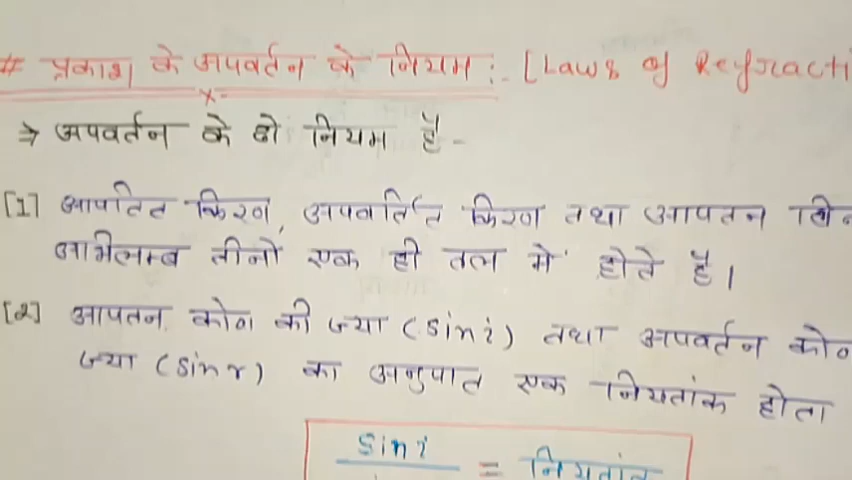 # प्रकाश के अपवर्तन के नियम :- [Laws of Refracti
⇒ अपवर्तन के दो नियम है -
[1] आपतित किरण, अपवर्तित किरण तथा आपतन बिन
अभिलम्ब तीनों एक ही तल में होते है।
[2] आपतन कोण की ज्या (sin i) तथा अपवर्तन कोण
ज्या (sin r) का अनुपात एक नियतांक होता
sin i = नियतांक